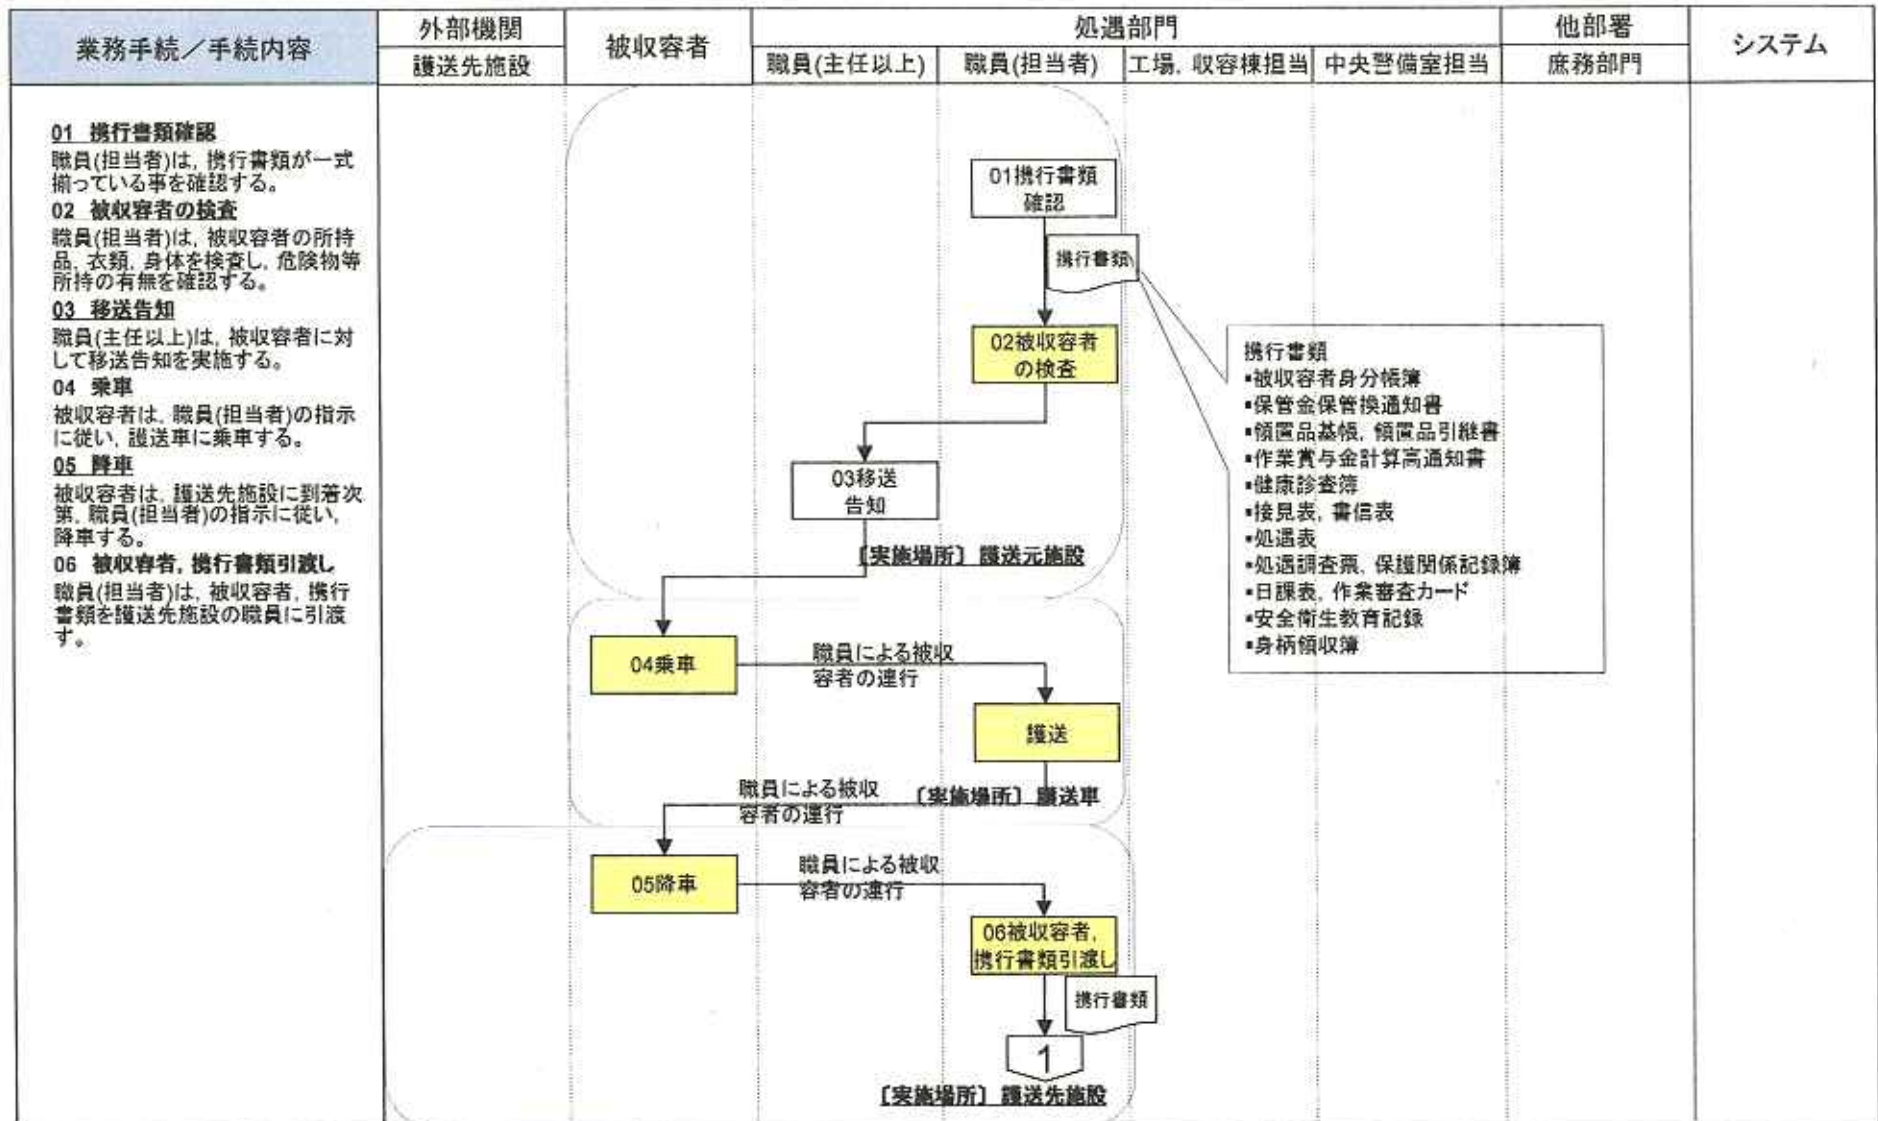 業務手続／手続内容
外部機関
護送先施設
被収容者
処遇部門
職員(主任以上)
職員(担当者)
工場，収容棟担当
中央警備室担当
他部署
庶務部門
システム
01 携行書類確認
職員(担当者)は，携行書類が一式
揃っている事を確認する。
02 被収容者の検査
職員(担当者)は，被収容者の所持
品，衣類，身体を検査し，危険物等
所持の有無を確認する。
03 移送告知
職員(主任以上)は，被収容者に対
して移送告知を実施する。
04 乗車
被収容者は，職員(担当者)の指示
に従い，護送車に乗車する。
05 降車
被収容者は，護送先施設に到着次
第，職員(担当者)の指示に従い，
降車する。
06 被収容者，携行書類引渡し
職員(担当者)は，被収容者，携行
書類を護送先施設の職員に引渡
す。
01携行書類
確認
携行書類
02被収容者
の検査
03移送
告知
〔実施場所〕護送元施設
携行書類
▪被収容者身分帳簿
▪保管金保管換通知書
▪領置品基帳，領置品引継書
▪作業賞与金計算高通知書
▪健康診査簿
▪接見表，書信表
▪処遇表
▪処遇調査票，保護関係記録簿
▪日課表，作業審査カード
▪安全衛生教育記録
▪身柄領収簿
04乗車
職員による被収
容者の連行
護送
職員による被収
容者の連行
〔実施場所〕護送車
05降車
職員による被収
容者の連行
06被収容者，
携行書類引渡し
携行書類
1
〔実施場所〕護送先施設